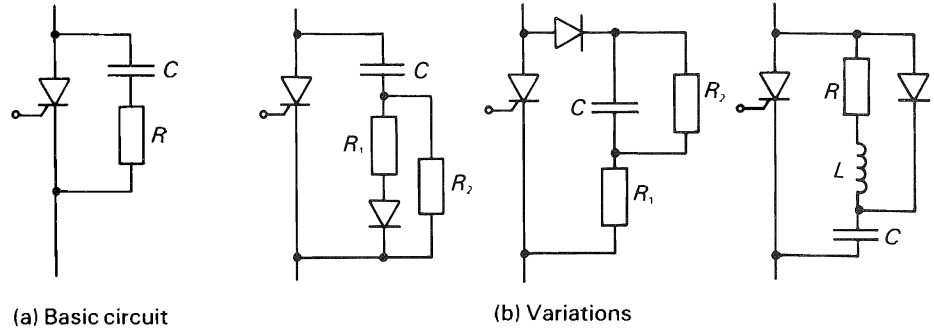 C
R
C
R₁
R₂
C
R₂
R₁
R
L
C
(a) Basic circuit
(b) Variations